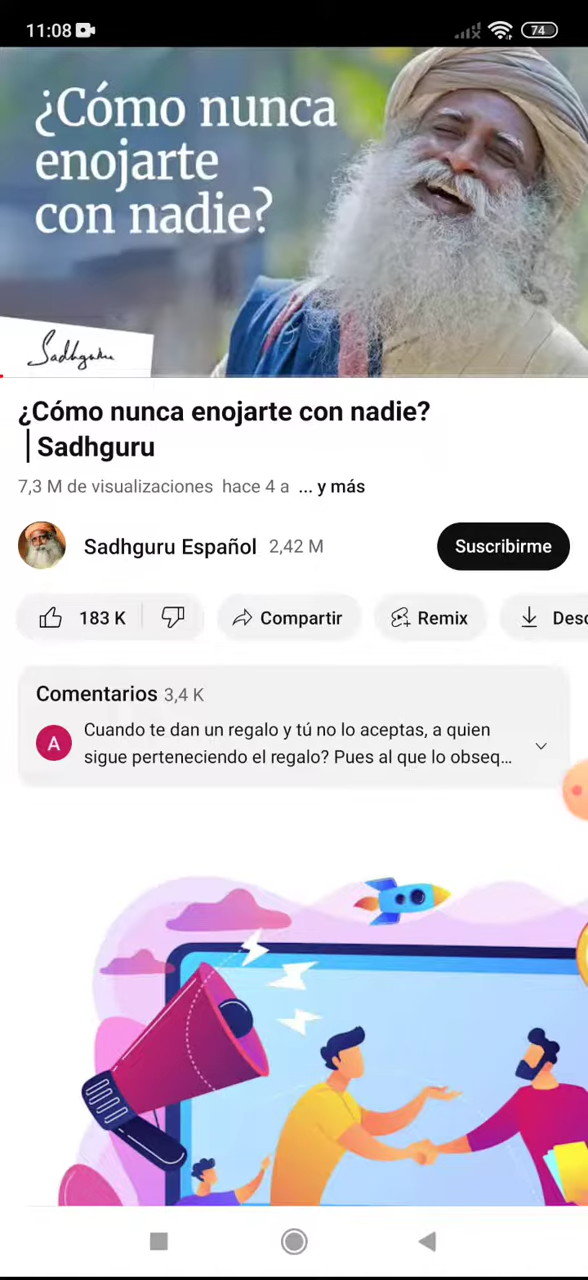 11:08
74
¿Cómo nunca
enojarte
con nadie?
Sadhguru
¿Cómo nunca enojarte con nadie?
| Sadhguru
7,3 M de visualizaciones hace 4 a ... y más
Sadhguru Español 2,42 M
Suscribirme
183 K
Compartir
Remix
Desc
Comentarios 3,4 K
A
Cuando te dan un regalo y tú no lo aceptas, a quien
sigue perteneciendo el regalo? Pues al que lo obseq...